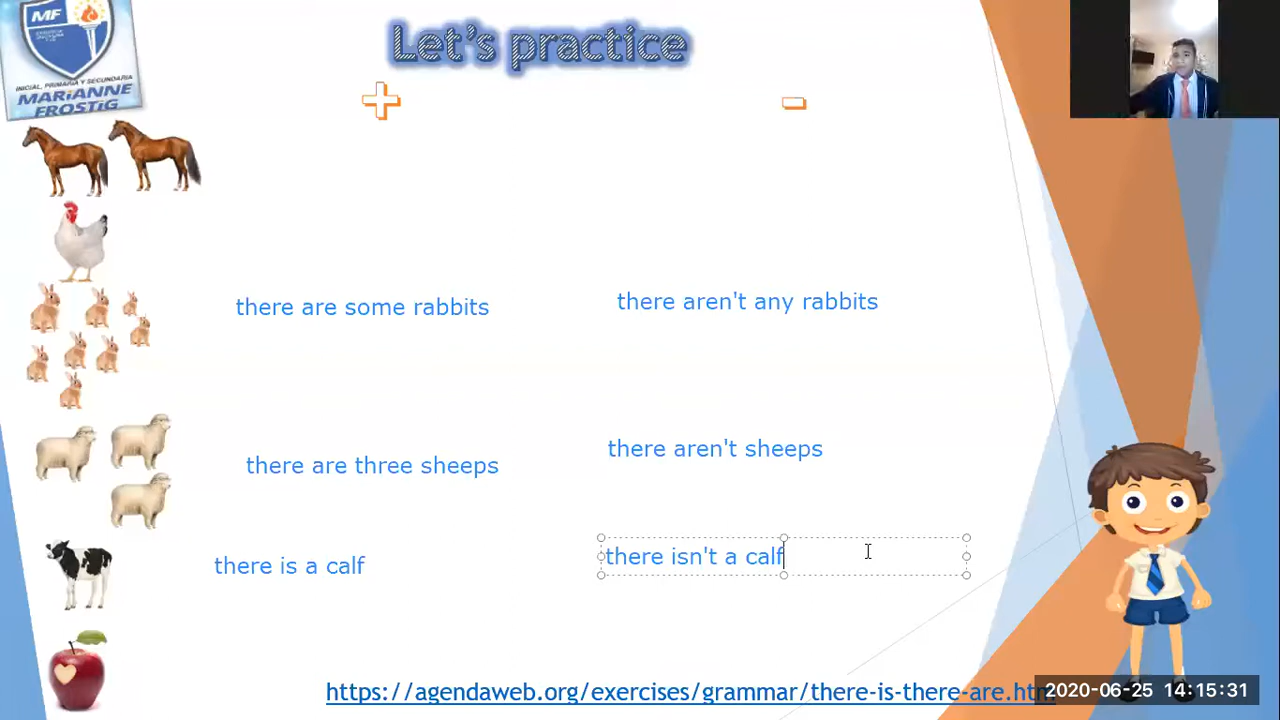 MF
INICIAL, PRIMARIA Y SECUNDARIA
MARIANNE
FROSTIG
Let's practice
+ -
there are some rabbits
there aren't any rabbits
there are three sheeps
there aren't sheeps
there is a calf
there isn't a calf
https://agendaweb.org/exercises/grammar/there-is-there-are.htm
2020-06-25 14:15:31